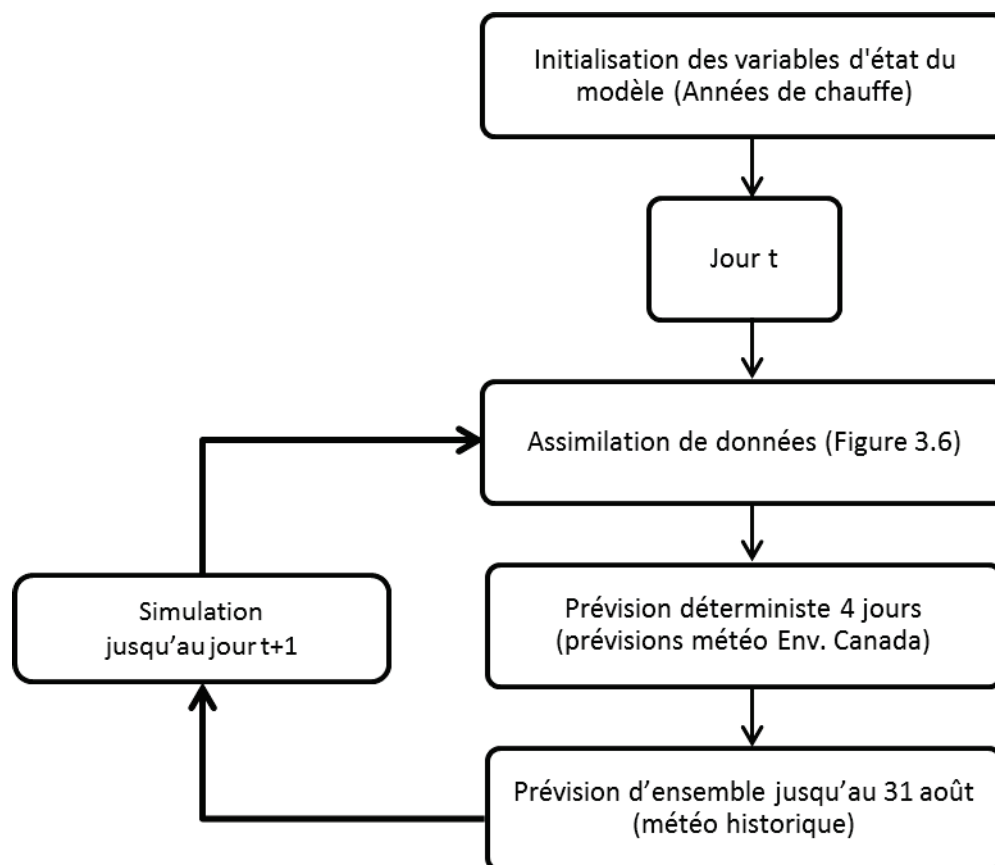 Initialisation des variables d'état du
modèle (Années de chauffe)
Jour t
Assimilation de données (Figure 3.6)
Prévision déterministe 4 jours
(prévisions météo Env. Canada)
Simulation
jusqu’au jour t+1
Prévision d’ensemble jusqu’au 31 août
(météo historique)